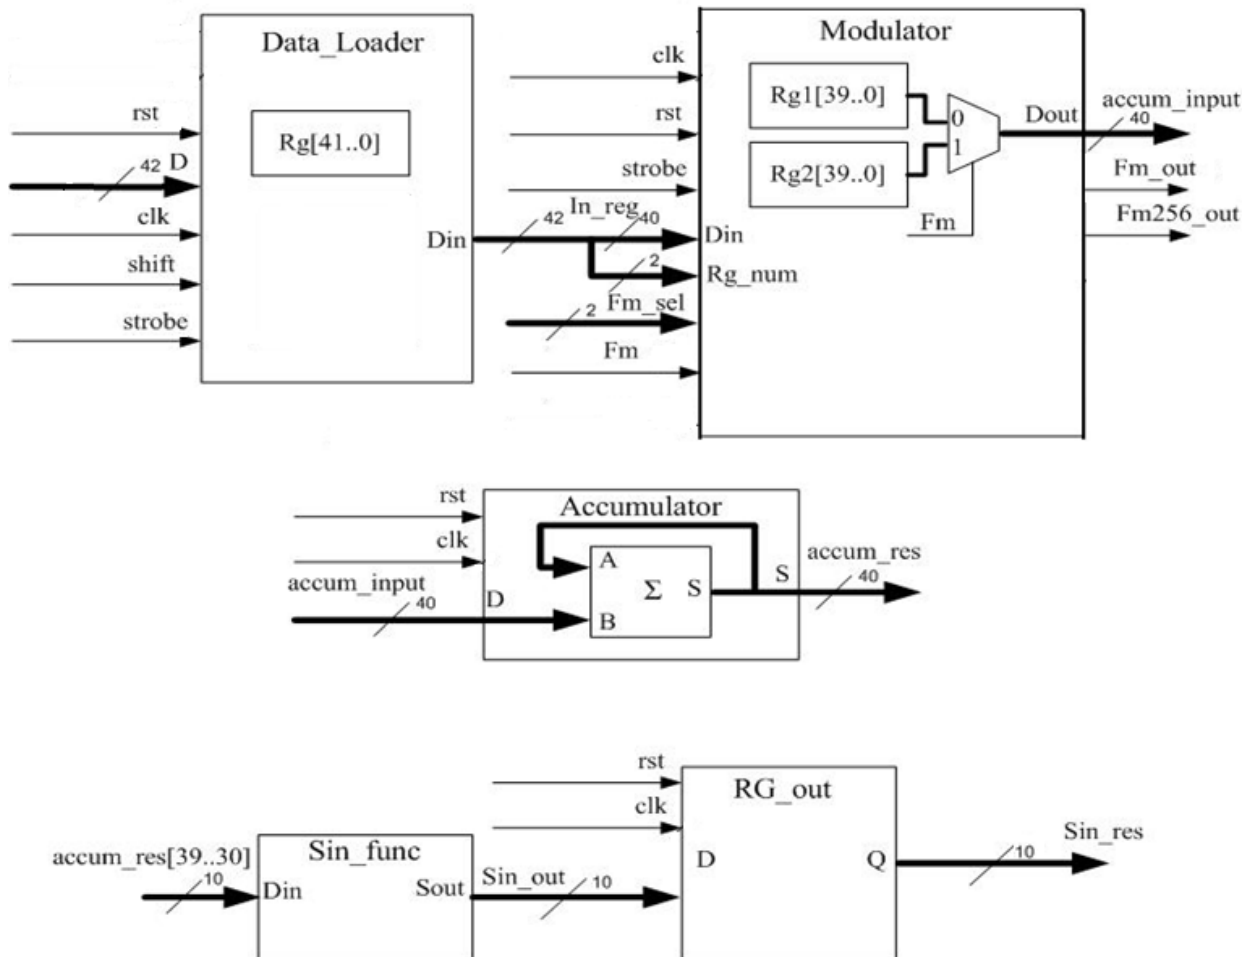 Data_Loader
rst
42
D
clk
shift
strobe
Rg[41..0]
Din
Modulator
clk
rst
strobe
In_reg
42
40
2
Fm_sel
2
Fm
Din
Rg_num
Rg1[39..0]
Rg2[39..0]
0
1
Fm
Dout
accum_input
40
Fm_out
Fm256_out
Accumulator
rst
clk
accum_input
40
D
A
B
Σ
S
S
accum_res
40
Sin_func
accum_res[39..30]
10
Din
Sout
Sin_out
10
RG_out
rst
clk
D
Q
Sin_res
10